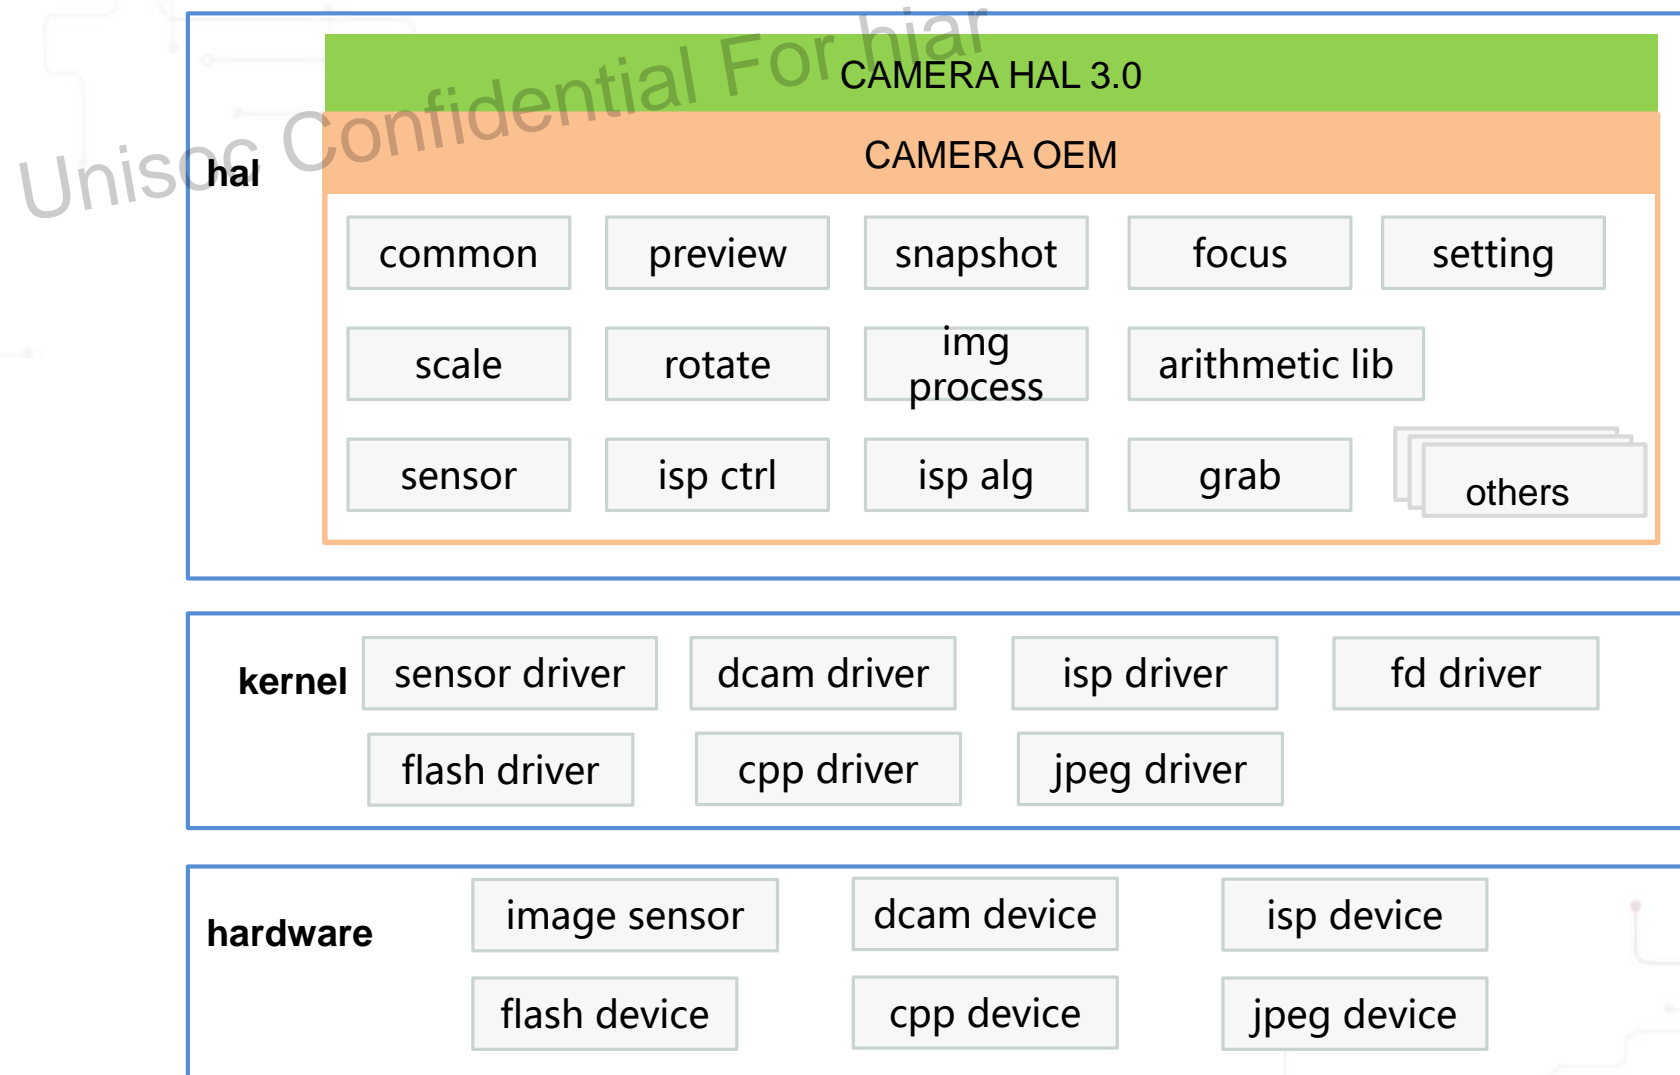 Unisoc Confidential For hiar
CAMERA HAL 3.0
hal
CAMERA OEM
common preview snapshot focus setting
scale rotate img process arithmetic lib
sensor isp ctrl isp alg grab others
kernel
sensor driver dcam driver isp driver fd driver
flash driver cpp driver jpeg driver
hardware
image sensor dcam device isp device
flash device cpp device jpeg device